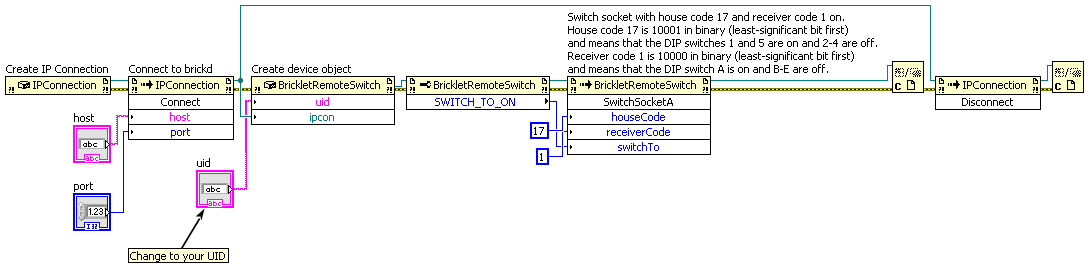 Switch socket with house code 17 and receiver code 1 on.
House code 17 is 10001 in binary (least-significant bit first)
and means that the DIP switches 1 and 5 are on and 2-4 are off.
Receiver code 1 is 10000 in binary (least-significant bit first)
and means that the DIP switch A is on and B-E are off.
Create IP Connection
Connect to brickd
Create device object
IPConnection
IPConnection
BrickletRemoteSwitch
BrickletRemoteSwitch
BrickletRemoteSwitch
IPConnection
Connect
uid
SWITCH_TO_ON
SwitchSocketA
Disconnect
host
ipcon
houseCode
port
17
receiverCode
1
switchTo
host
abc
abc
uid
abc
abc
port
1.23
I32
Change to your UID
C
C